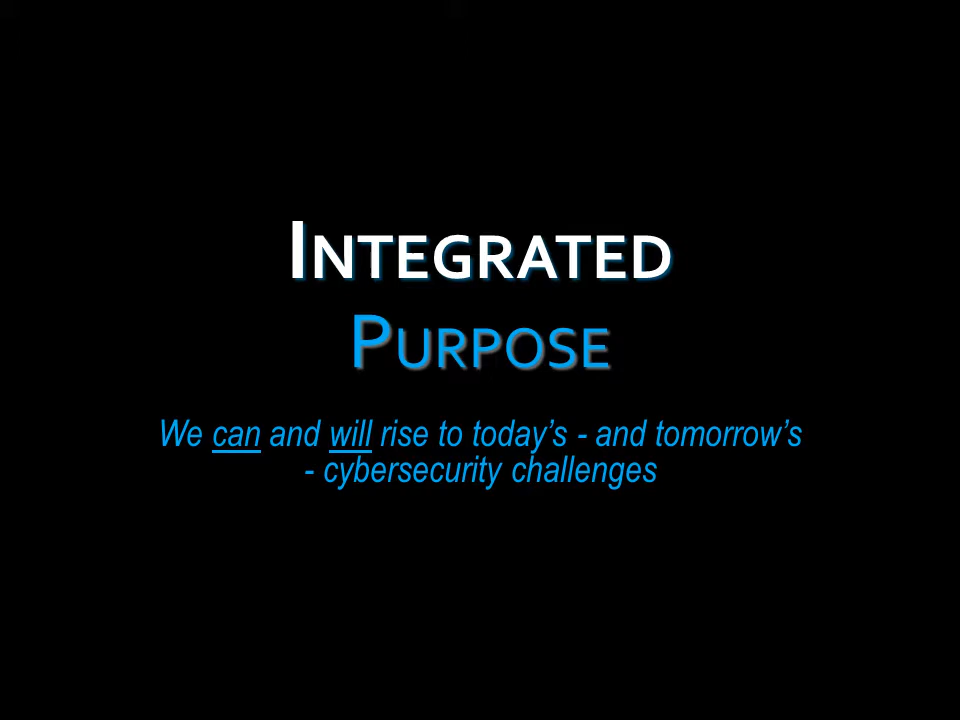 INTEGRATED
PURPOSE
We can and will rise to today’s - and tomorrow’s
- cybersecurity challenges